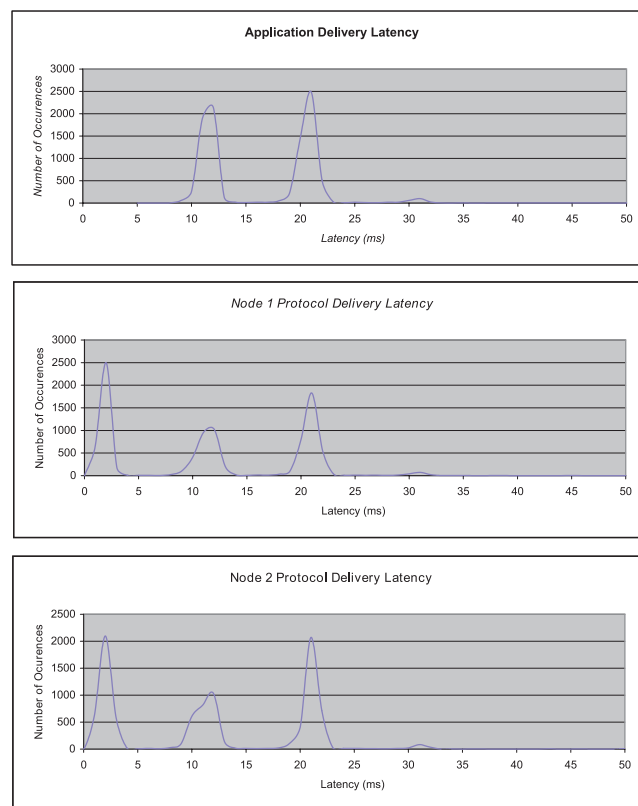 Application Delivery Latency
3000
2500
2000
1500
1000
500
0
Number of Occurences
0 5 10 15 20 25 30 35 40 45 50
Latency (ms)
Node 1 Protocol Delivery Latency
3000
2500
2000
1500
1000
500
0
Number of Occurences
0 5 10 15 20 25 30 35 40 45 50
Latency (ms)
Node 2 Protocol Delivery Latency
2500
2000
1500
1000
500
0
Number of Ocurences
0 5 10 15 20 25 30 35 40 45 50
Latency (ms)